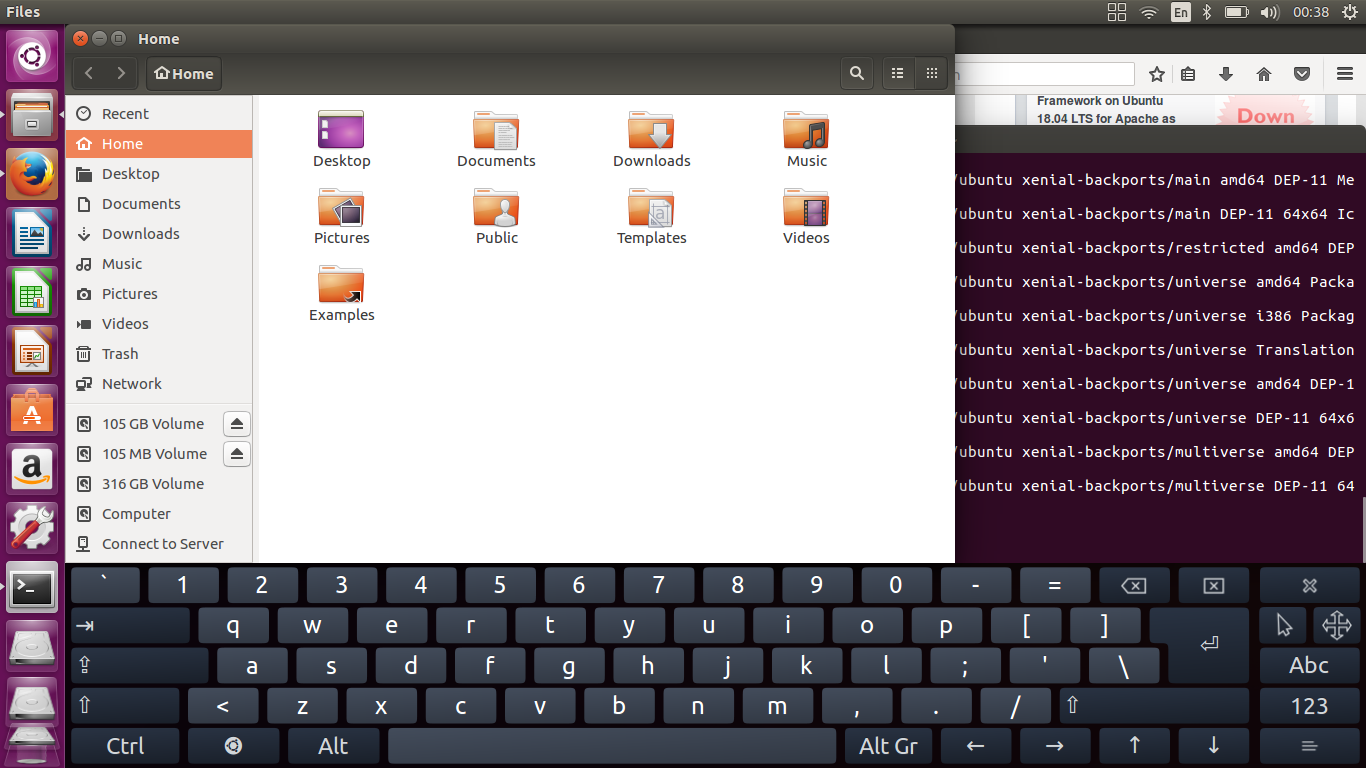 Files
En
00:38
Home
Home
n
Recent
Home
Desktop
Documents
Downloads
Music
Pictures
Videos
Trash
Network
105 GB Volume
105 MB Volume
316 GB Volume
Computer
Connect to Server
Desktop Documents Downloads Music
Pictures Public Templates Videos
Examples
Framework on Ubuntu
18.04 LTS for Apache as
Down
/ubuntu xenial-backports/main amd64 DEP-11 Me
/ubuntu xenial-backports/main DEP-11 64x64 Ic
/ubuntu xenial-backports/restricted amd64 DEP
/ubuntu xenial-backports/universe amd64 Packa
/ubuntu xenial-backports/universe i386 Packag
/ubuntu xenial-backports/universe Translation
/ubuntu xenial-backports/universe amd64 DEP-1
/ubuntu xenial-backports/universe DEP-11 64x6
/ubuntu xenial-backports/multiverse amd64 DEP
/ubuntu xenial-backports/multiverse DEP-11 64
` 1 2 3 4 5 6 7 8 9 0 - =
q w e r t y u i o p [ ]
a s d f g h j k l ; ' \ Abc
< z x c v b n m , . / 123
Ctrl Alt Alt Gr ← → ↑ ↓